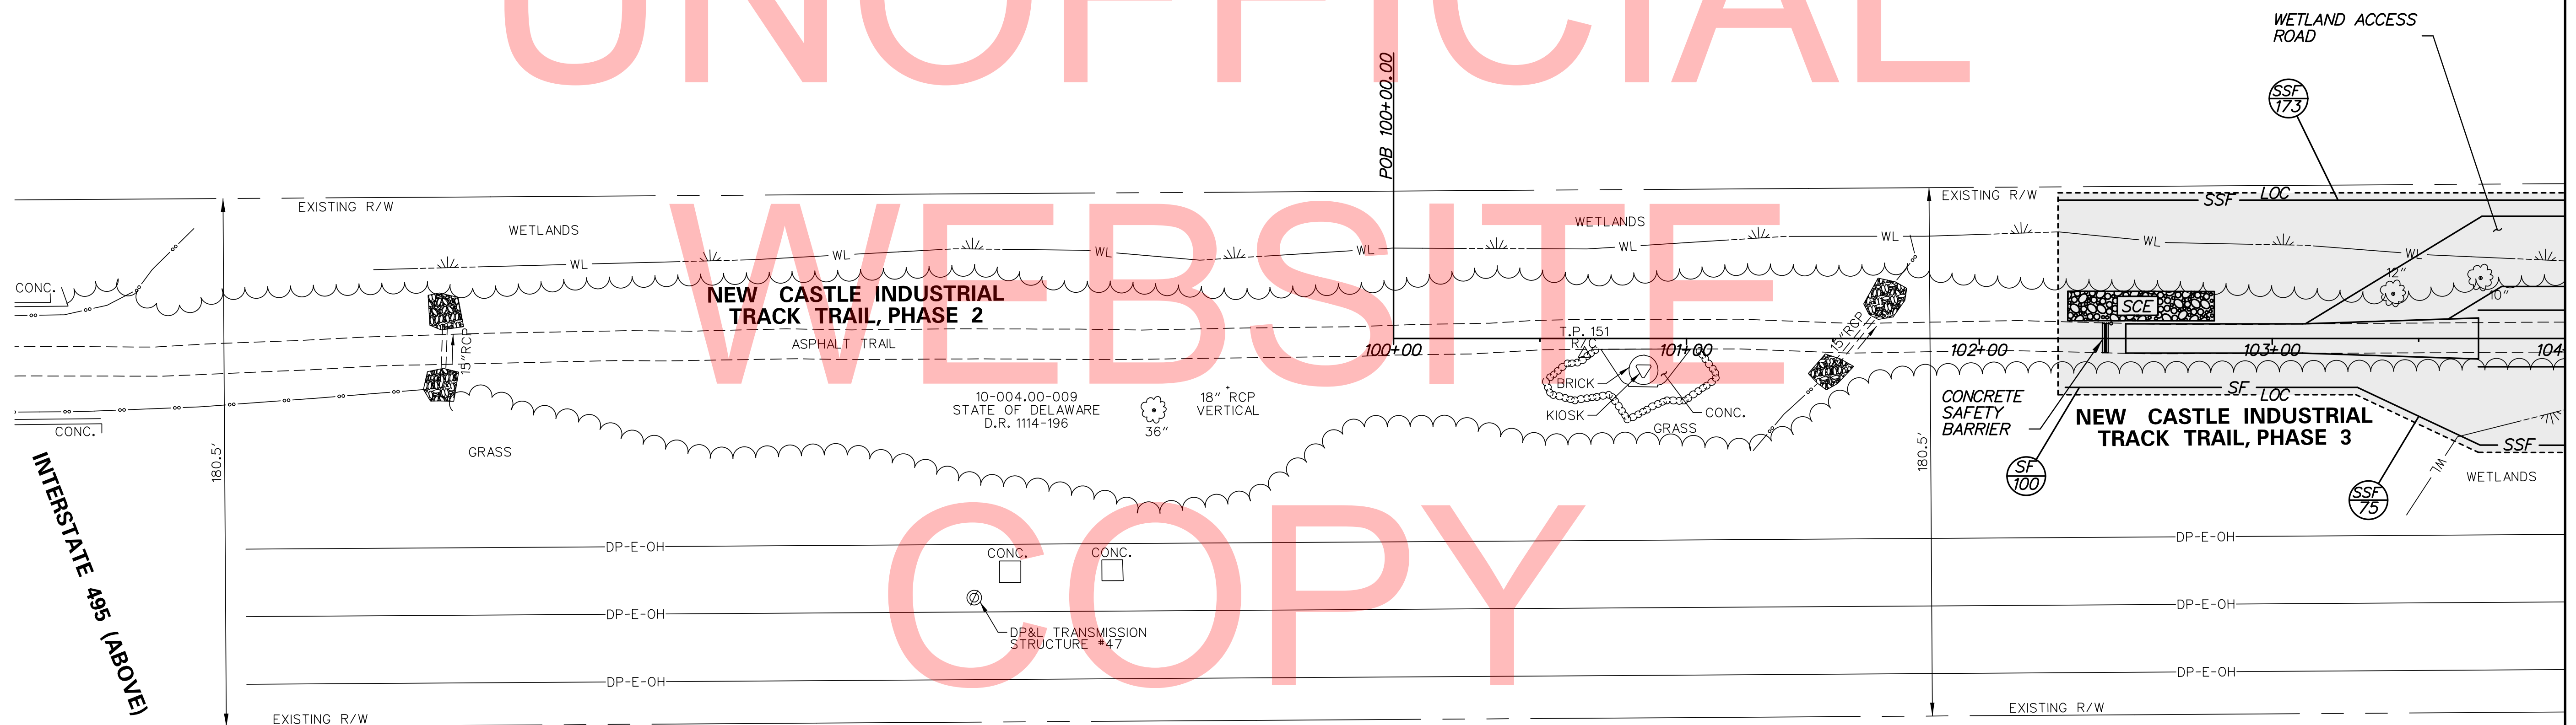 UNOFFICIAL
WEBSITE
COPY
WETLAND ACCESS
ROAD
SSF
173
POB 100+00.00
EXISTING R/W
EXISTING R/W
SSF
LOC
WETLANDS
WETLANDS
WL
WL
WL
WL
WL
WL
WL
WL
WL
CONC.
12"
10"
SCE
NEW CASTLE INDUSTRIAL
TRACK TRAIL, PHASE 2
ASPHALT TRAIL
15"RCP
15"RCP
T.P. 151
R/C
100+00
101+00
102+00
103+00
104
BRICK
KIOSK
CONC.
GRASS
10-004.00-009
STATE OF DELAWARE
D.R. 1114-196
36"
18" RCP
VERTICAL
CONC.
GRASS
180.5'
180.5'
CONCRETE
SAFETY
BARRIER
SF
LOC
NEW CASTLE INDUSTRIAL
TRACK TRAIL, PHASE 3
SSF
WL
WETLANDS
SF
100
SSF
75
INTERSTATE 495 (ABOVE)
DP-E-OH
DP-E-OH
CONC.
CONC.
DP-E-OH
DP-E-OH
DP&L TRANSMISSION
STRUCTURE #47
DP-E-OH
DP-E-OH
EXISTING R/W
EXISTING R/W